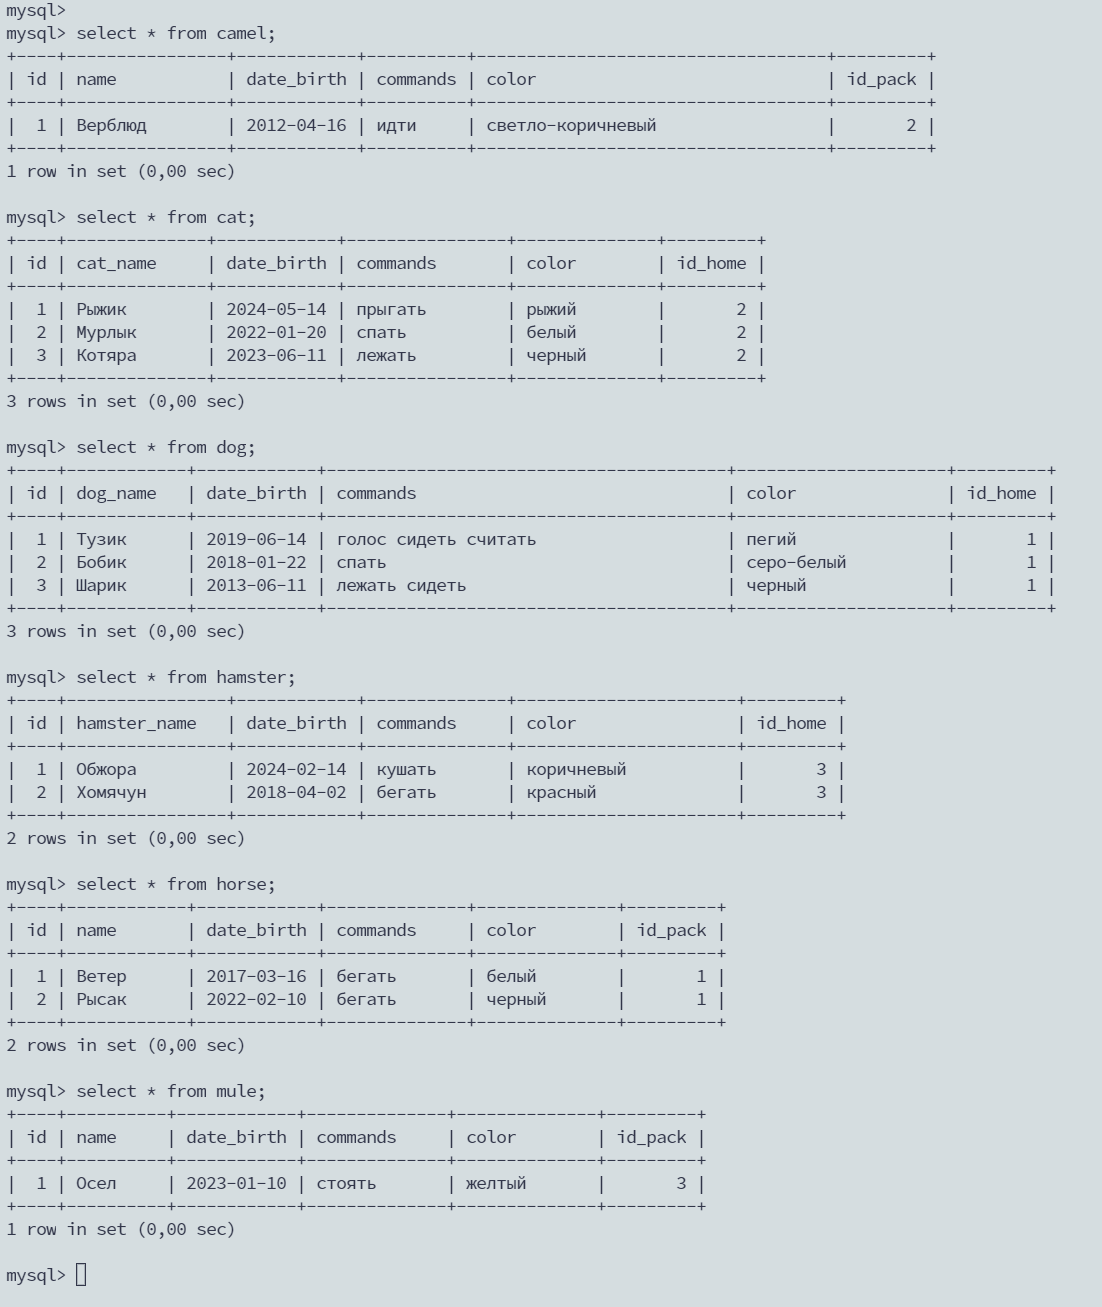 mysql>
mysql> select * from camel;
+----+----------------+------------+----------+-----------------------------------+---------+
| id | name           | date_birth | commands | color                             | id_pack |
+----+----------------+------------+----------+-----------------------------------+---------+
|  1 | Верблюд        | 2012-04-16 | идти     | светло-коричневый                 |       2 |
+----+----------------+------------+----------+-----------------------------------+---------+
1 row in set (0,00 sec)

mysql> select * from cat;
+----+--------------+------------+----------------+--------------+---------+
| id | cat_name     | date_birth | commands       | color        | id_home |
+----+--------------+------------+----------------+--------------+---------+
|  1 | Рыжик        | 2024-05-14 | прыгать        | рыжий        |       2 |
|  2 | Мурлык       | 2022-01-20 | спать          | белый        |       2 |
|  3 | Котяра       | 2023-06-11 | лежать         | черный       |       2 |
+----+--------------+------------+----------------+--------------+---------+
3 rows in set (0,00 sec)

mysql> select * from dog;
+----+------------+------------+----------------------------------------+---------------------+---------+
| id | dog_name   | date_birth | commands                               | color               | id_home |
+----+------------+------------+----------------------------------------+---------------------+---------+
|  1 | Тузик      | 2019-06-14 | голос сидеть считать                   | пегий               |       1 |
|  2 | Бобик      | 2018-01-22 | спать                                  | серо-белый          |       1 |
|  3 | Шарик      | 2013-06-11 | лежать сидеть                          | черный              |       1 |
+----+------------+------------+----------------------------------------+---------------------+---------+
3 rows in set (0,00 sec)

mysql> select * from hamster;
+----+----------------+------------+--------------+----------------------+---------+
| id | hamster_name   | date_birth | commands     | color                | id_home |
+----+----------------+------------+--------------+----------------------+---------+
|  1 | Обжора         | 2024-02-14 | кушать       | коричневый           |       3 |
|  2 | Хомячун        | 2018-04-02 | бегать       | красный              |       3 |
+----+----------------+------------+--------------+----------------------+---------+
2 rows in set (0,00 sec)

mysql> select * from horse;
+----+------------+------------+--------------+--------------+---------+
| id | name       | date_birth | commands     | color        | id_pack |
+----+------------+------------+--------------+--------------+---------+
|  1 | Ветер      | 2017-03-16 | бегать       | белый        |       1 |
|  2 | Рысак      | 2022-02-10 | бегать       | черный       |       1 |
+----+------------+------------+--------------+--------------+---------+
2 rows in set (0,00 sec)

mysql> select * from mule;
+----+----------+------------+--------------+--------------+---------+
| id | name     | date_birth | commands     | color        | id_pack |
+----+----------+------------+--------------+--------------+---------+
|  1 | Осел     | 2023-01-10 | стоять       | желтый       |       3 |
+----+----------+------------+--------------+--------------+---------+
1 row in set (0,00 sec)

mysql>